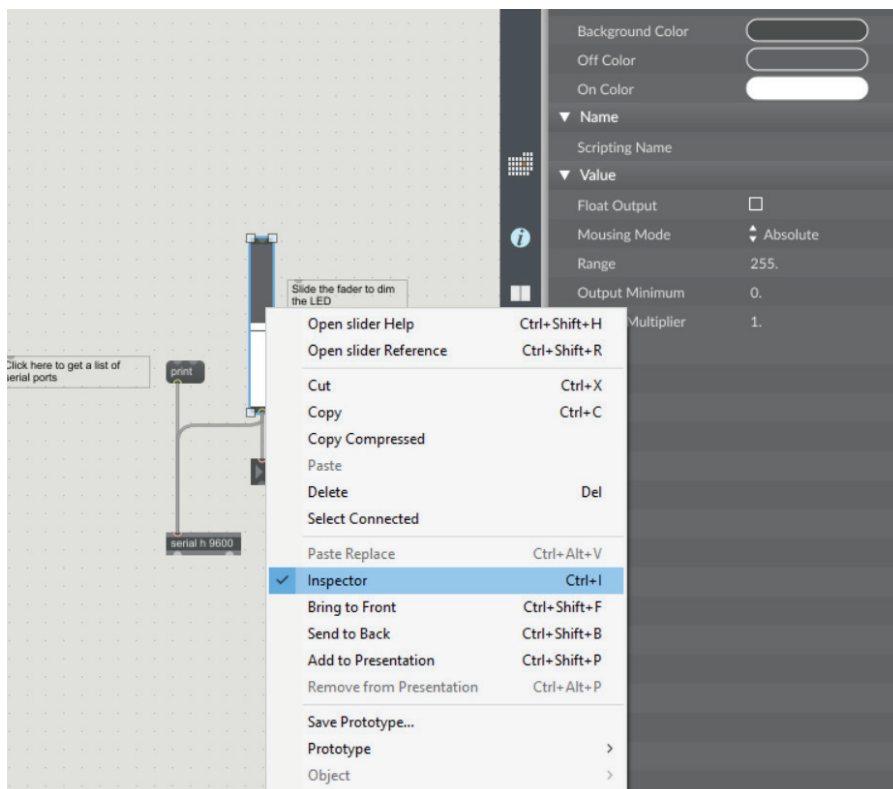 Background Color
Off Color
On Color
▼ Name
Scripting Name
▼ Value
Float Output
Mousing Mode Absolute
Range 255.
Output Minimum 0.
Multiplier 1.
Slide the fader to dim
the LED
Click here to get a list of
serial ports
print
serial h 9600
Open slider Help Ctrl+Shift+H
Open slider Reference Ctrl+Shift+R
Cut Ctrl+X
Copy Ctrl+C
Copy Compressed
Paste
Delete Del
Select Connected
Paste Replace Ctrl+Alt+V
Inspector Ctrl+I
Bring to Front Ctrl+Shift+F
Send to Back Ctrl+Shift+B
Add to Presentation Ctrl+Shift+P
Remove from Presentation Ctrl+Alt+P
Save Prototype...
Prototype >
Object >